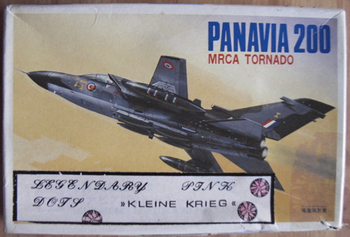 PANAVIA 200
MRCA TORNADO
LEGENDARY PINK
DOTS »KLEINE KRIEG«